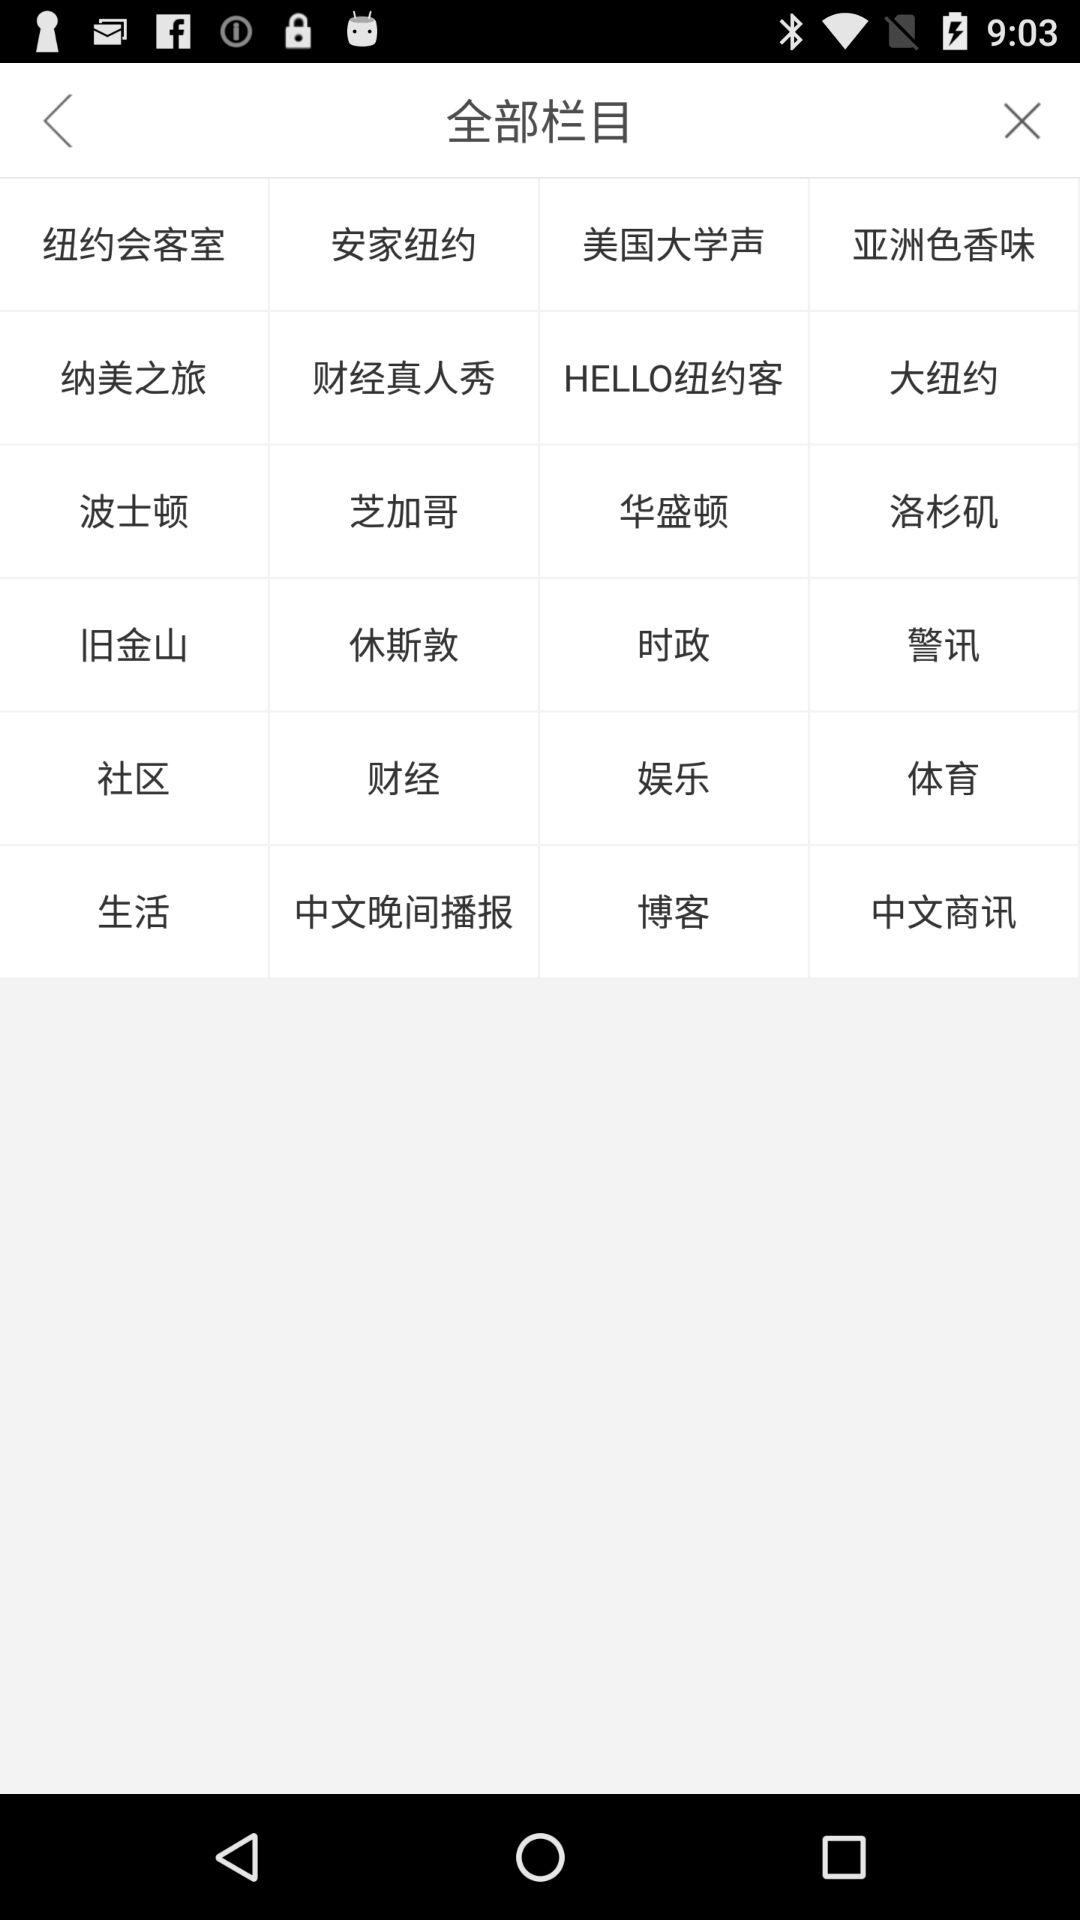 9:03
全部栏目
纽约会客室 安家纽约 美国大学声 亚洲色香味
纳美之旅 财经真人秀 HELLO纽约客 大纽约
波士顿 芝加哥 华盛顿 洛杉矶
旧金山 休斯敦 时政 警讯
社区 财经 娱乐 体育
生活 中文晚间播报 博客 中文商讯